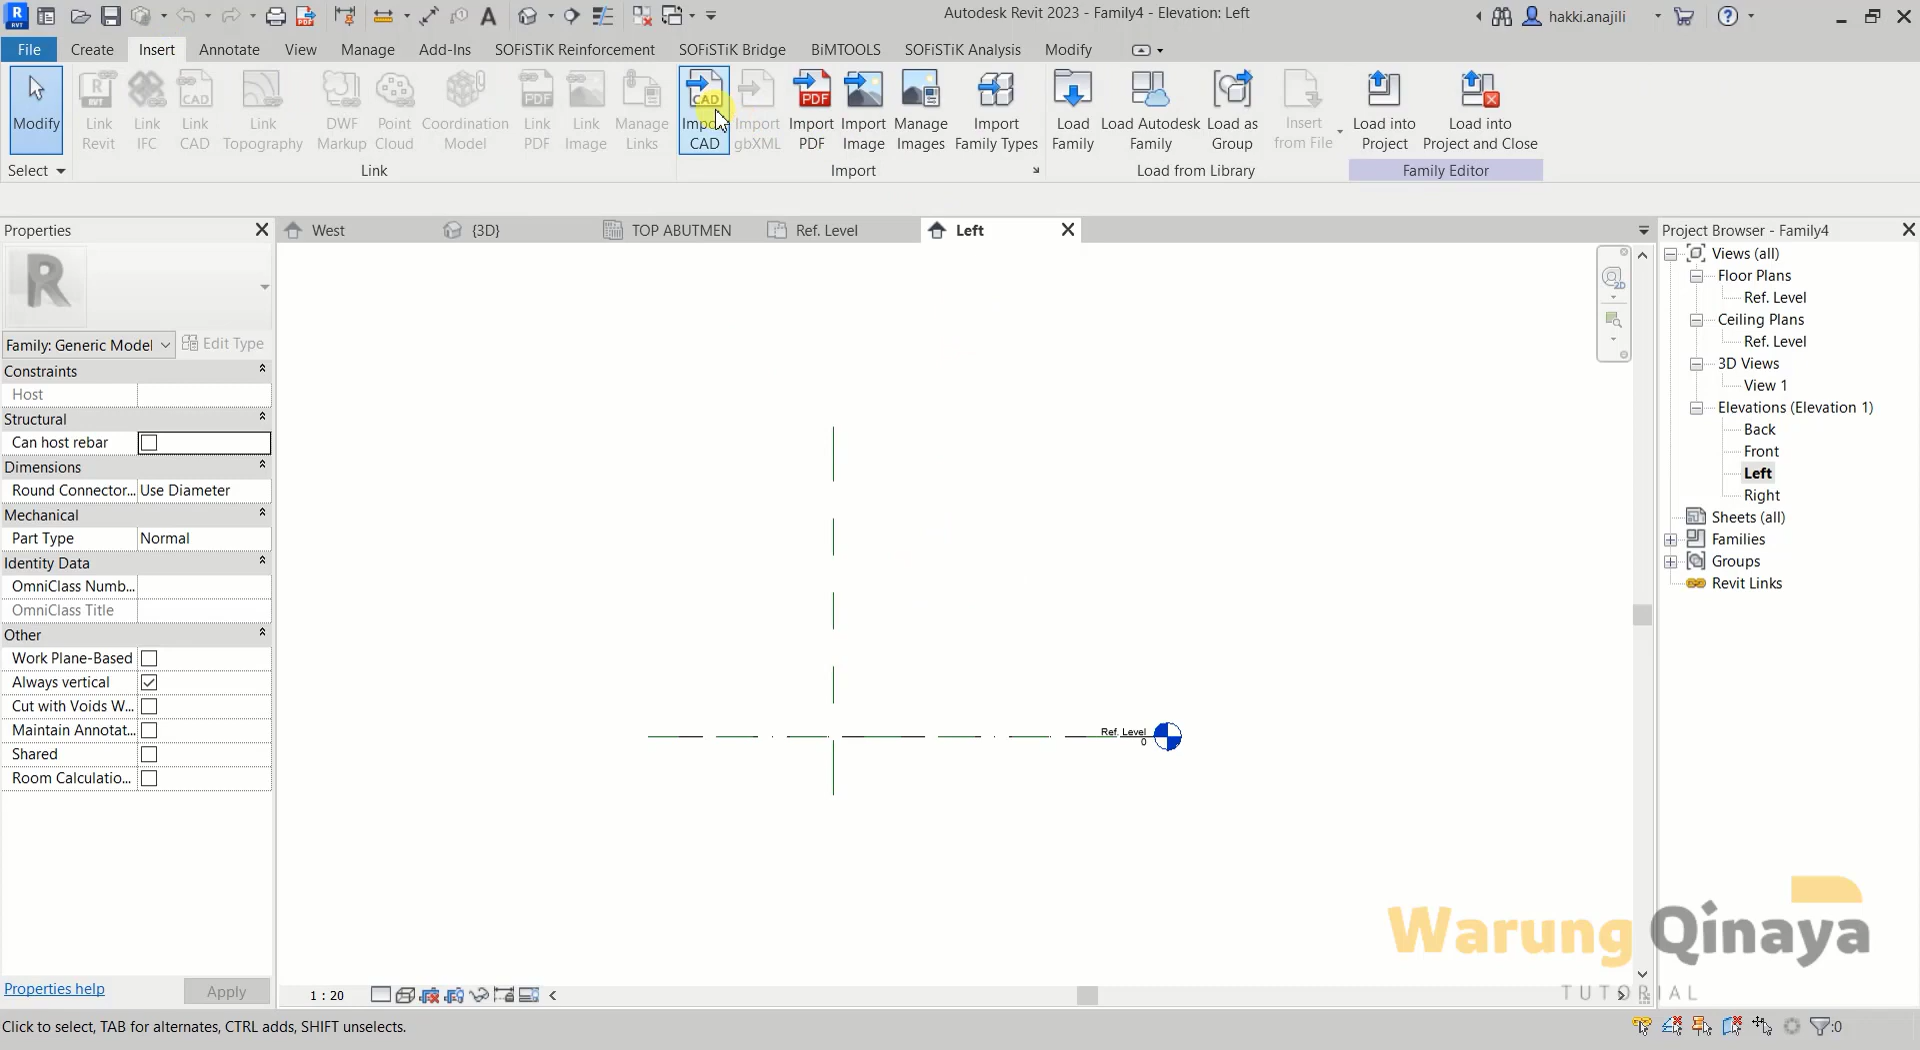 Autodesk Revit 2023 - Family4 - Elevation: Left
hakki.anajili
File Create Insert Annotate View Manage Add-Ins SOFiSTiK Reinforcement SOFiSTiK Bridge BiMTOOLS SOFiSTiK Analysis Modify
Modify
Link Revit
Link IFC
Link CAD
Link Topography
DWF Markup
Point Cloud
Coordination Model
Link PDF
Link Image
Manage Links
CAD
Import gbXML
Import PDF
Import Image
Manage Images
Import Family Types
Load Family
Load Autodesk Family
Load as Group
Insert from File
Load into Project
Load into Project and Close
Select
Link
Import
Load from Library
Family Editor
Properties
West
{3D}
TOP ABUTMEN
Ref. Level
Left
Project Browser - Family4
Family: Generic Model
Edit Type
Constraints
Host
Structural
Can host rebar
Dimensions
Round Connector... Use Diameter
Mechanical
Part Type Normal
Identity Data
OmniClass Numb...
OmniClass Title
Other
Work Plane-Based
Always vertical
Cut with Voids W...
Maintain Annotat...
Shared
Room Calculatio...
Properties help
Apply
Ref. Level
0
Views (all)
Floor Plans
Ref. Level
Ceiling Plans
Ref. Level
3D Views
View 1
Elevations (Elevation 1)
Back
Front
Left
Right
Sheets (all)
Families
Groups
Revit Links
Warung Qinaya
TUTORIAL
1 : 20
Click to select, TAB for alternates, CTRL adds, SHIFT unselects.
:0